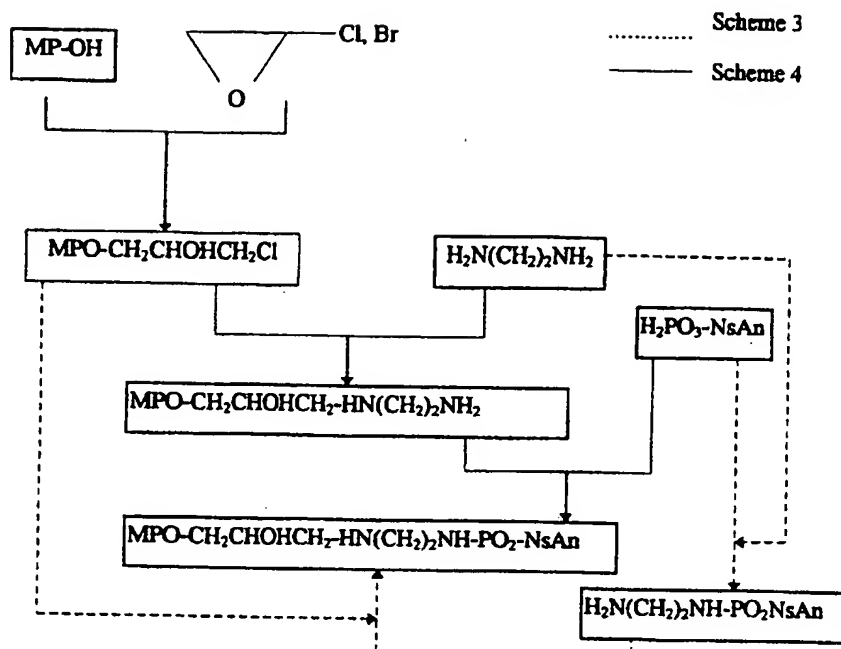 Scheme 3
MP-OH
Cl, Br
Scheme 4
O
MPO-CH₂CHOHCH₂Cl
H₂N(CH₂)₂NH₂
H₂PO₃-NsAn
MPO-CH₂CHOHCH₂-HN(CH₂)₂NH₂
MPO-CH₂CHOHCH₂-HN(CH₂)₂NH-PO₂-NsAn
H₂N(CH₂)₂NH-PO₂NsAn